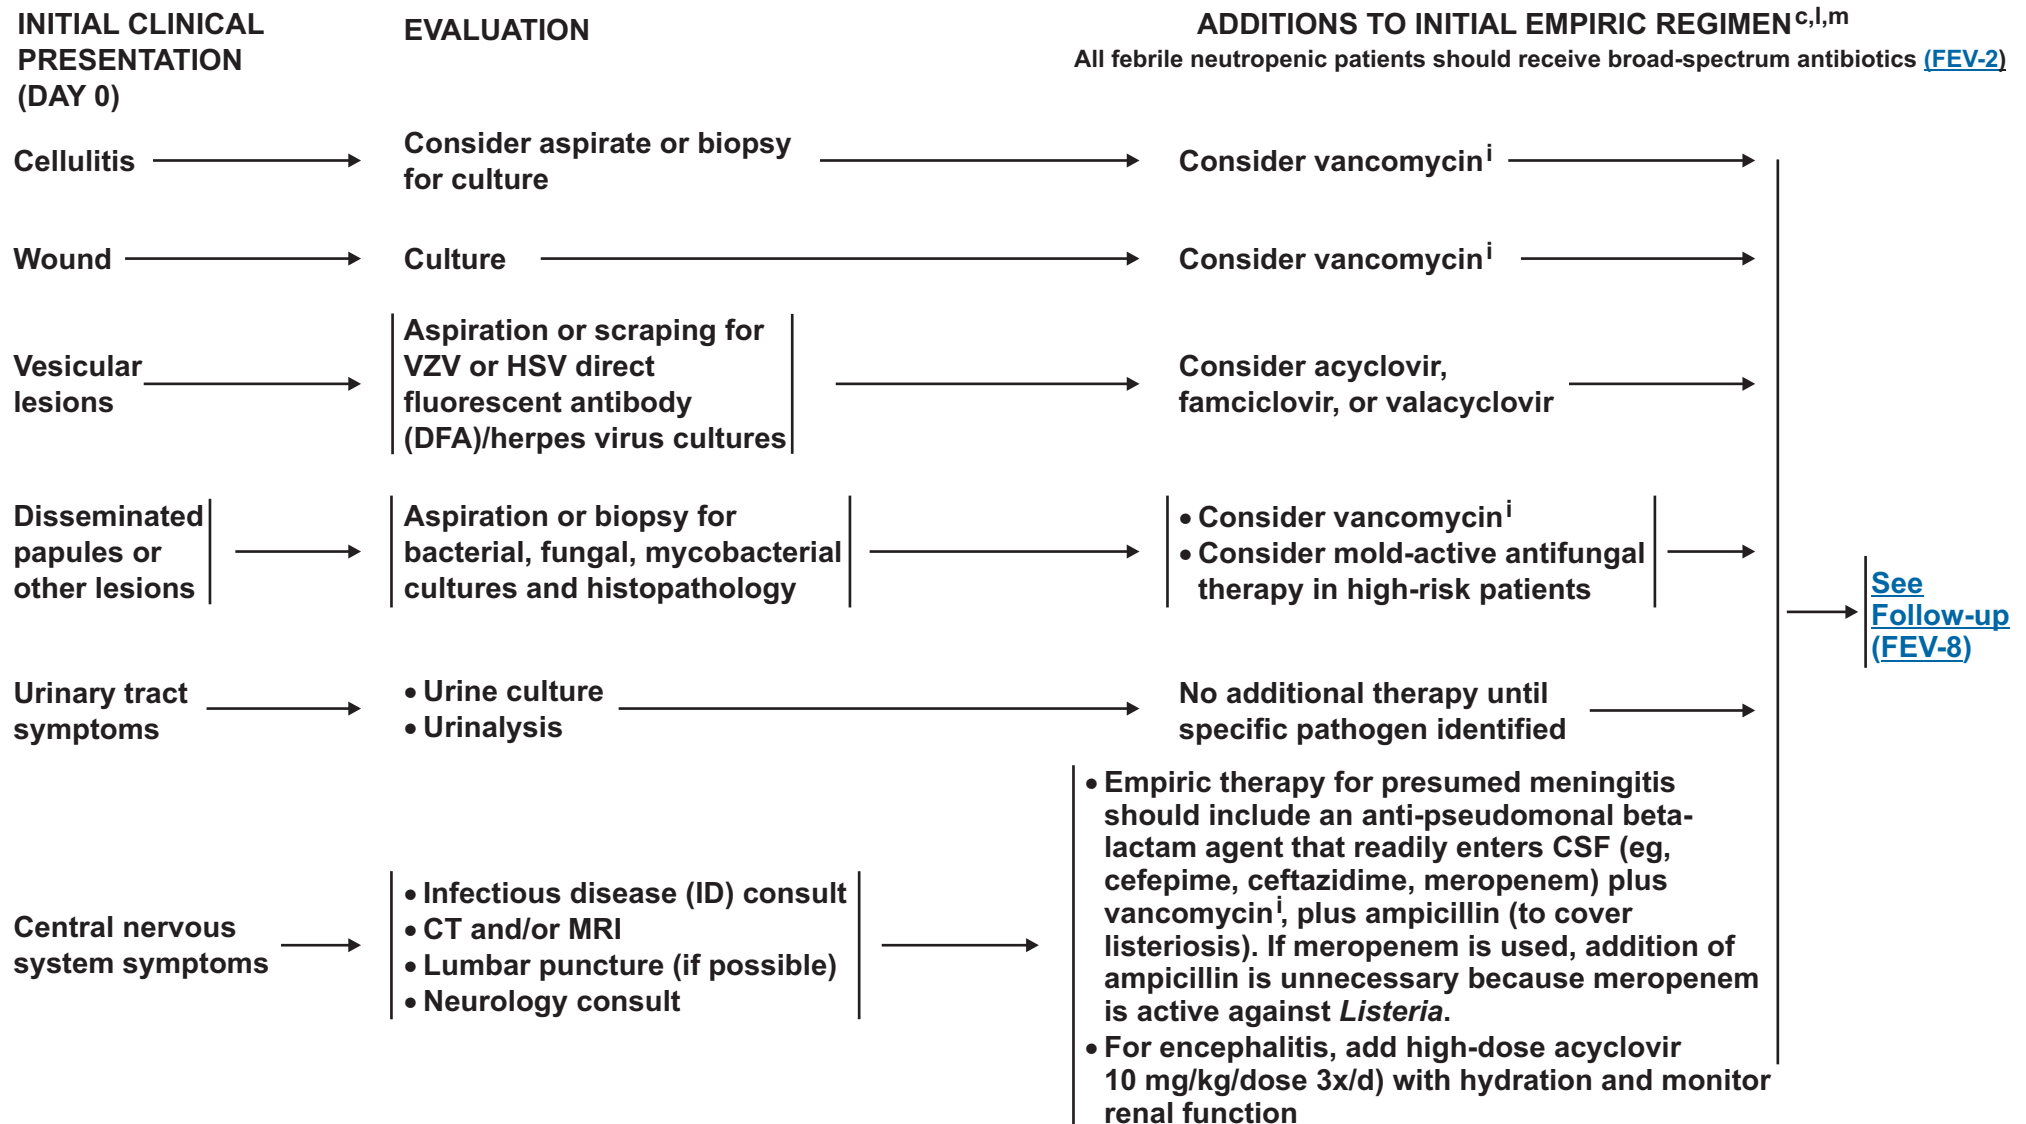 INITIAL CLINICAL
PRESENTATION
(DAY 0)
EVALUATION
ADDITIONS TO INITIAL EMPIRIC REGIMENc,l,m
All febrile neutropenic patients should receive broad-spectrum antibiotics (FEV-2)
Cellulitis
Consider aspirate or biopsy
for culture
Consider vancomycini
Wound
Culture
Consider vancomycini
Vesicular
lesions
Aspiration or scraping for
VZV or HSV direct
fluorescent antibody
(DFA)/herpes virus cultures
Consider acyclovir,
famciclovir, or valacyclovir
Disseminated
papules or
other lesions
Aspiration or biopsy for
bacterial, fungal, mycobacterial
cultures and histopathology
• Consider vancomycini
• Consider mold-active antifungal
therapy in high-risk patients
Urinary tract
symptoms
• Urine culture
• Urinalysis
No additional therapy until
specific pathogen identified
Central nervous
system symptoms
• Infectious disease (ID) consult
• CT and/or MRI
• Lumbar puncture (if possible)
• Neurology consult
• Empiric therapy for presumed meningitis
should include an anti-pseudomonal beta-
lactam agent that readily enters CSF (eg,
cefepime, ceftazidime, meropenem) plus
vancomycini, plus ampicillin (to cover
listeriosis). If meropenem is used, addition of
ampicillin is unnecessary because meropenem
is active against Listeria.
• For encephalitis, add high-dose acyclovir
10 mg/kg/dose 3x/d) with hydration and monitor
renal function
See
Follow-up
(FEV-8)